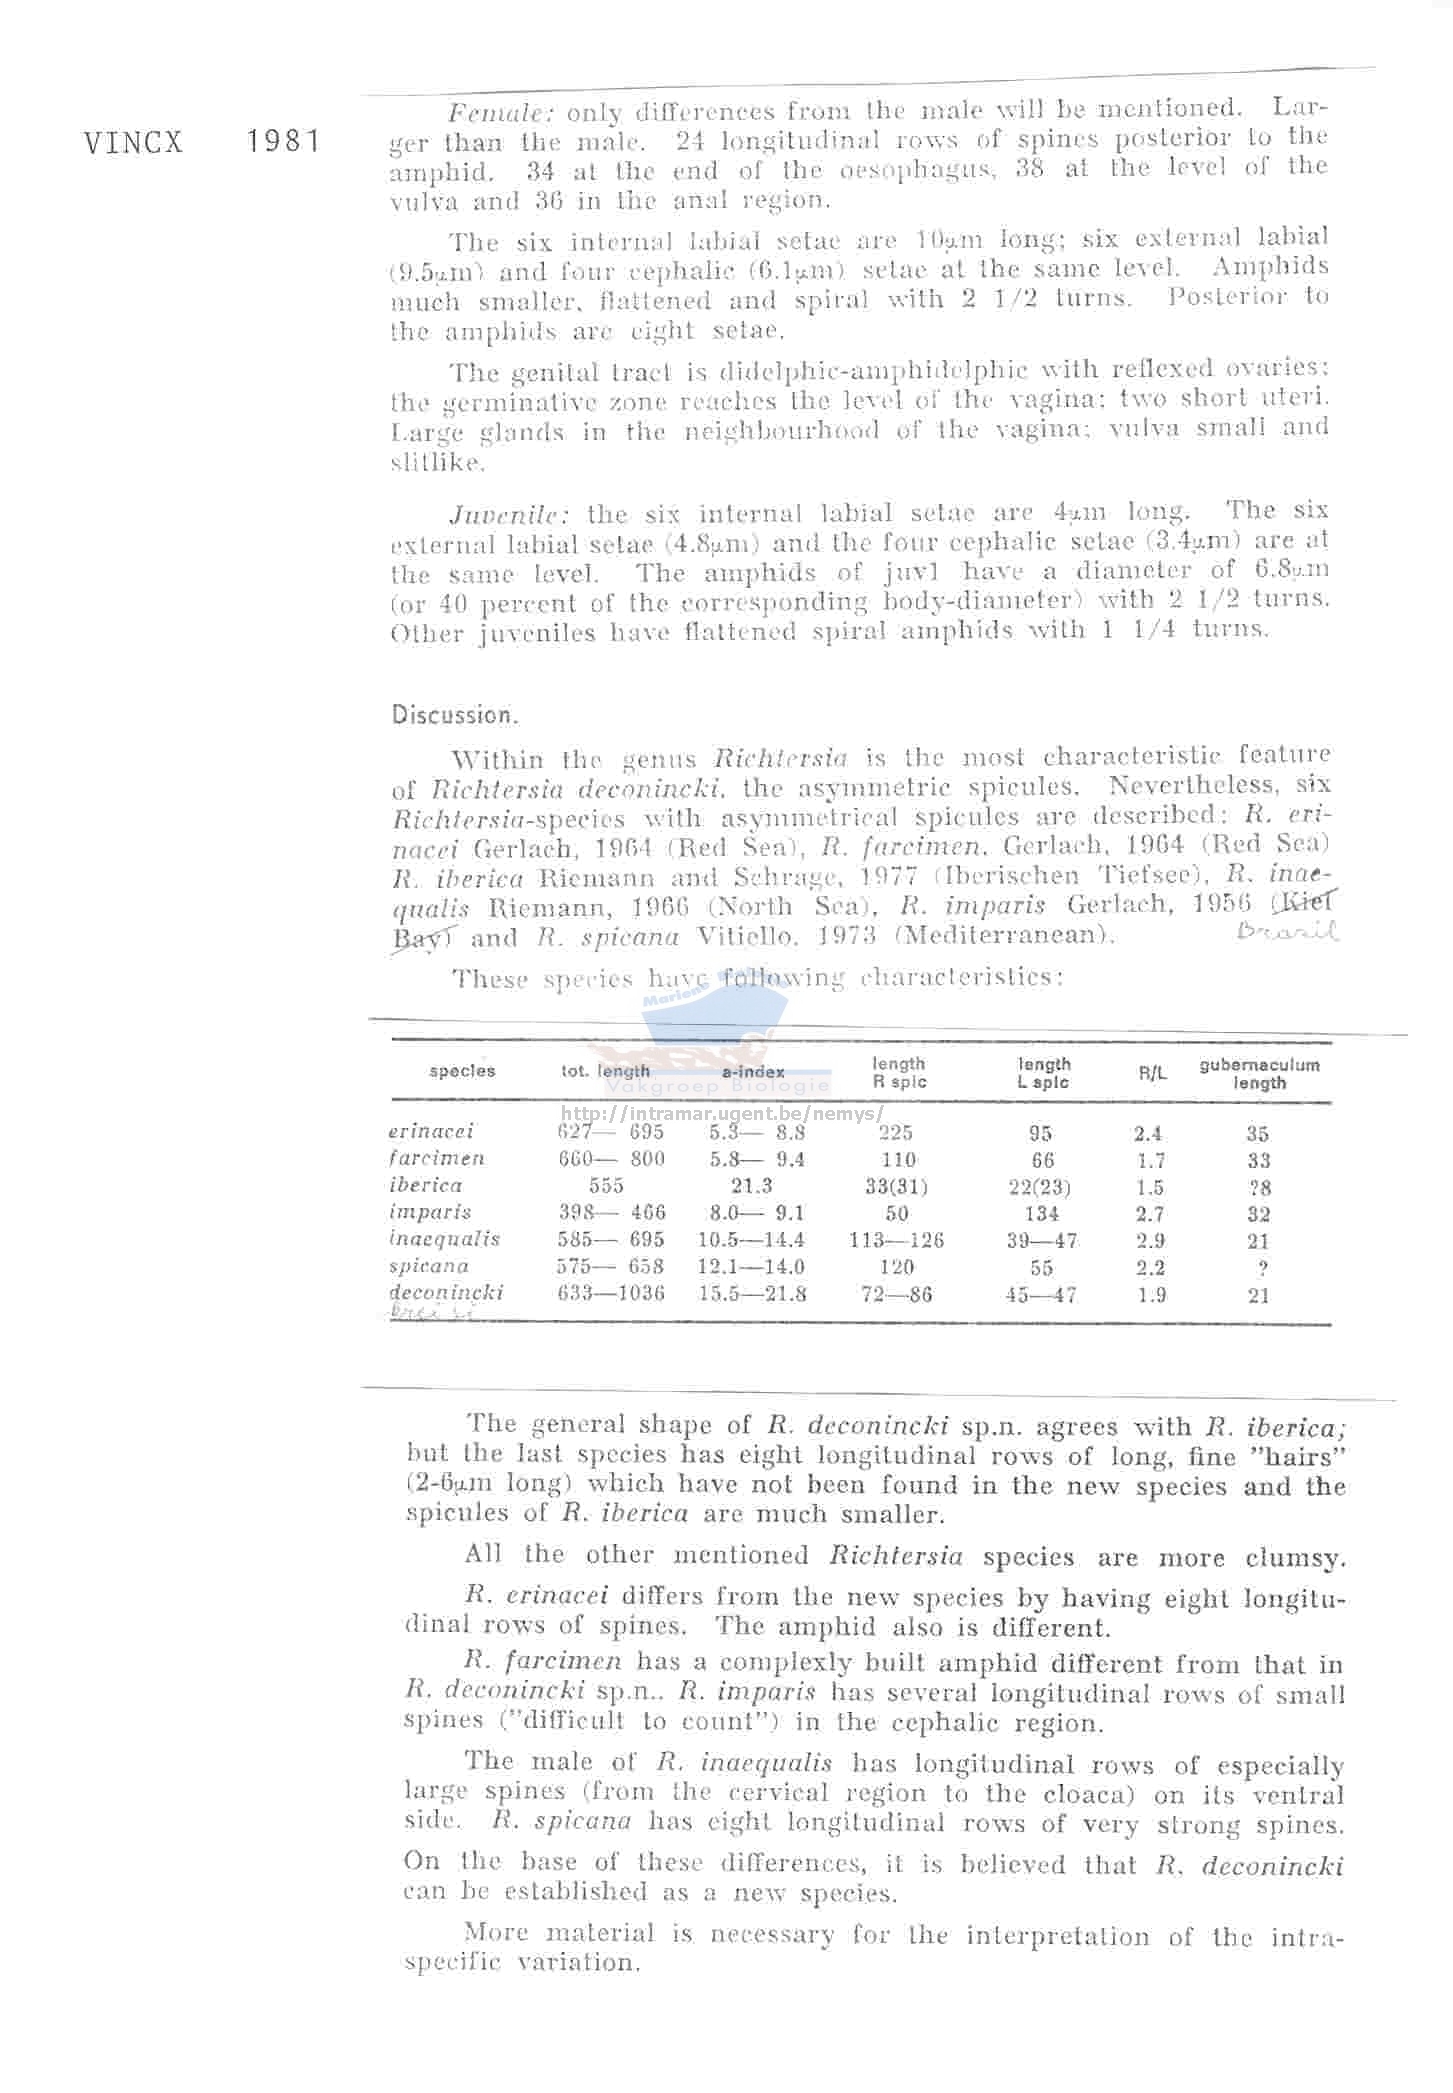 VINCX 1981
Female: only differences from the male will be mentioned. Lar-
ger than the male. 24 longitudinal rows of spines posterior to the
amphid. 34 at the end of the oesophagus, 38 at the level of the
vulva and 36 in the anal region.
The six internal labial setae are 10µm long; six external labial
(9.5µm) and four cephalic (6.1µm) setae at the same level. Amphids
much smaller, flattened and spiral with 2 1/2 turns. Posterior to
the amphids are eight setae.
The genital tract is didelphic-amphidelphic with reflexed ovaries;
the germinative zone reaches the level of the vagina; two short uteri.
Large glands in the neighbourhood of the vagina; vulva small and
slitlike.
Juvenile: the six internal labial setae are 4µm long. The six
external labial setae (4.8µm) and the four cephalic setae (3.4µm) are at
the same level. The amphids of juv1 have a diameter of 6.8µm
(or 40 percent of the corresponding body-diameter) with 2 1/2 turns.
Other juveniles have flattened spiral amphids with 1 1/4 turns.
Discussion.
Within the genus Richtersia is the most characteristic feature
of Richtersia deconincki, the asymmetric spicules. Nevertheless, six
Richtersia-species with asymmetrical spicules are described: R. eri-
nacei Gerlach, 1964 (Red Sea), R. farcimen, Gerlach, 1964 (Red Sea)
R. iberica Riemann and Schrage, 1977 (Iberischen Tiefsee), R. inae-
qualis Riemann, 1966 (North Sea), R. imparis Gerlach, 1956 (Kiel
Bay) and R. spicana Vitiello, 1973 (Mediterranean). Brazil
These species have following characteristics:
species tot. length a-index length R spic length L spic R/L gubernaculum length
Vakgroep Biologie
http://intramar.ugent.be/nemys/
erinacei 627— 695 5.3— 8.8 225 95 2.4 35
farcimen 660— 800 5.8— 9.4 110 66 1.7 33
iberica 555 21.3 33(31) 22(23) 1.5 ?8
imparis 398— 466 8.0— 9.1 50 134 2.7 32
inaequalis 585— 695 10.5—14.4 113—126 39—47 2.9 21
spicana 575— 658 12.1—14.0 120 55 2.2 ?
deconincki 633—1036 15.5—21.8 72—86 45—47 1.9 21
The general shape of R. deconincki sp.n. agrees with R. iberica;
but the last species has eight longitudinal rows of long, fine "hairs"
(2-6µm long) which have not been found in the new species and the
spicules of R. iberica are much smaller.
All the other mentioned Richtersia species are more clumsy.
R. erinacei differs from the new species by having eight longitu-
dinal rows of spines. The amphid also is different.
R. farcimen has a complexly built amphid different from that in
R. deconincki sp.n.. R. imparis has several longitudinal rows of small
spines ("difficult to count") in the cephalic region.
The male of R. inaequalis has longitudinal rows of especially
large spines (from the cervical region to the cloaca) on its ventral
side. R. spicana has eight longitudinal rows of very strong spines.
On the base of these differences, it is believed that R. deconincki
can be established as a new species.
More material is necessary for the interpretation of the intra-
specific variation.